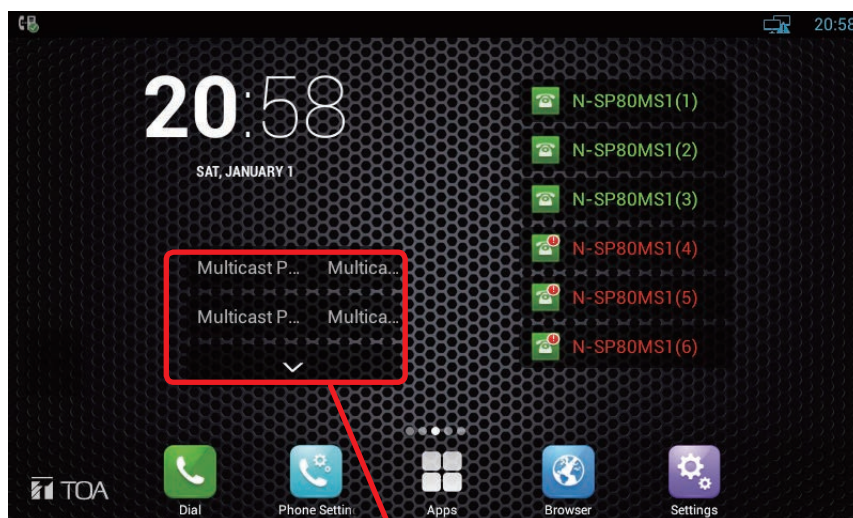 20:58
20:58
SAT, JANUARY 1
N-SP80MS1(1)
N-SP80MS1(2)
N-SP80MS1(3)
N-SP80MS1(4)
N-SP80MS1(5)
N-SP80MS1(6)
Multicast P... Multica...
Multicast P... Multica...
TOA
Dial Phone Settin Apps Browser Settings